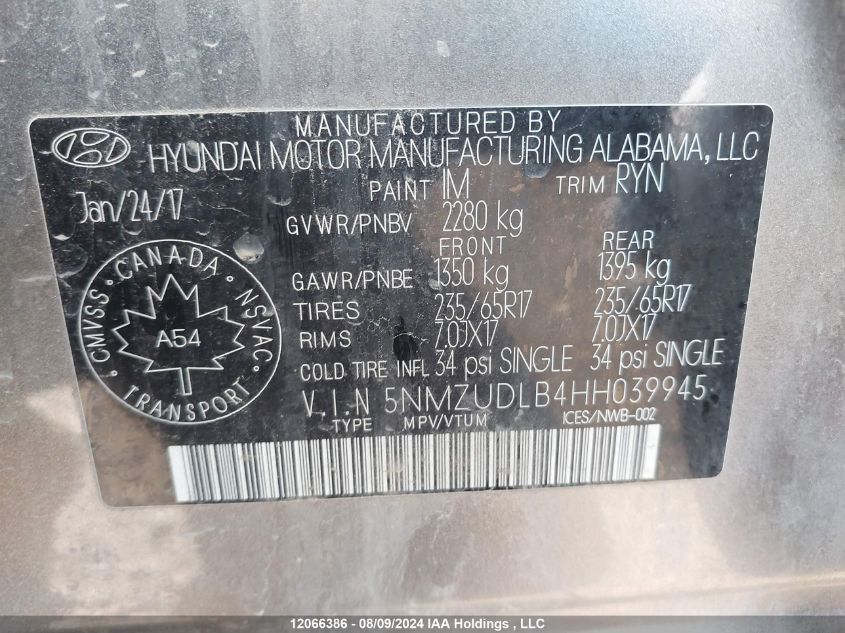 MANUFACTURED BY
HYUNDAI MOTOR MANUFACTURING ALABAMA, LLC
Jan/24/17
PAINT IM TRIM RYN
GVWR/PNBV 2280 kg
FRONT REAR
GAWR/PNBE 1350 kg 1395 kg
TIRES 235/65R17 235/65R17
RIMS 7.0JX17 7.0JX17
COLD TIRE INFL 34 psi SINGLE 34 psi SINGLE
V.I.N 5NMZUDLB4HH039945
TYPE MPV/VTUM ICES/NWB-002
CMVSS • CANADA • NSVAC
A54
TRANSPORT
12066386 - 08/09/2024 IAA Holdings , LLC